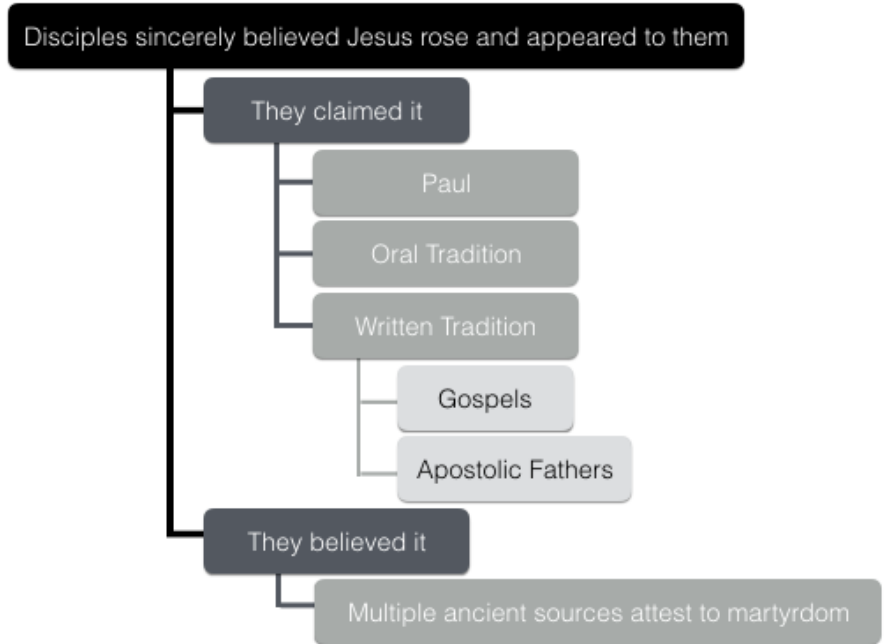 Disciples sincerely believed Jesus rose and appeared to them
They claimed it
Paul
Oral Tradition
Written Tradition
Gospels
Apostolic Fathers
They believed it
Multiple ancient sources attest to martyrdom